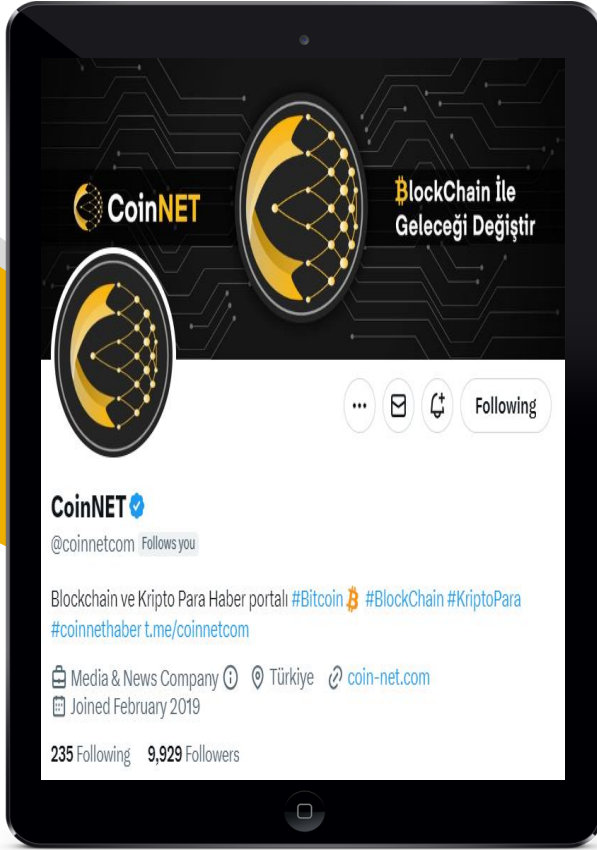 CoinNET
BlockChain İle
Geleceği Değiştir
Following
CoinNET
@coinnetcom Follows you
Blockchain ve Kripto Para Haber portalı #Bitcoin #BlockChain #KriptoPara
#coinnethaber t.me/coinnetcom
Media & News Company Türkiye coin-net.com
Joined February 2019
235 Following 9,929 Followers